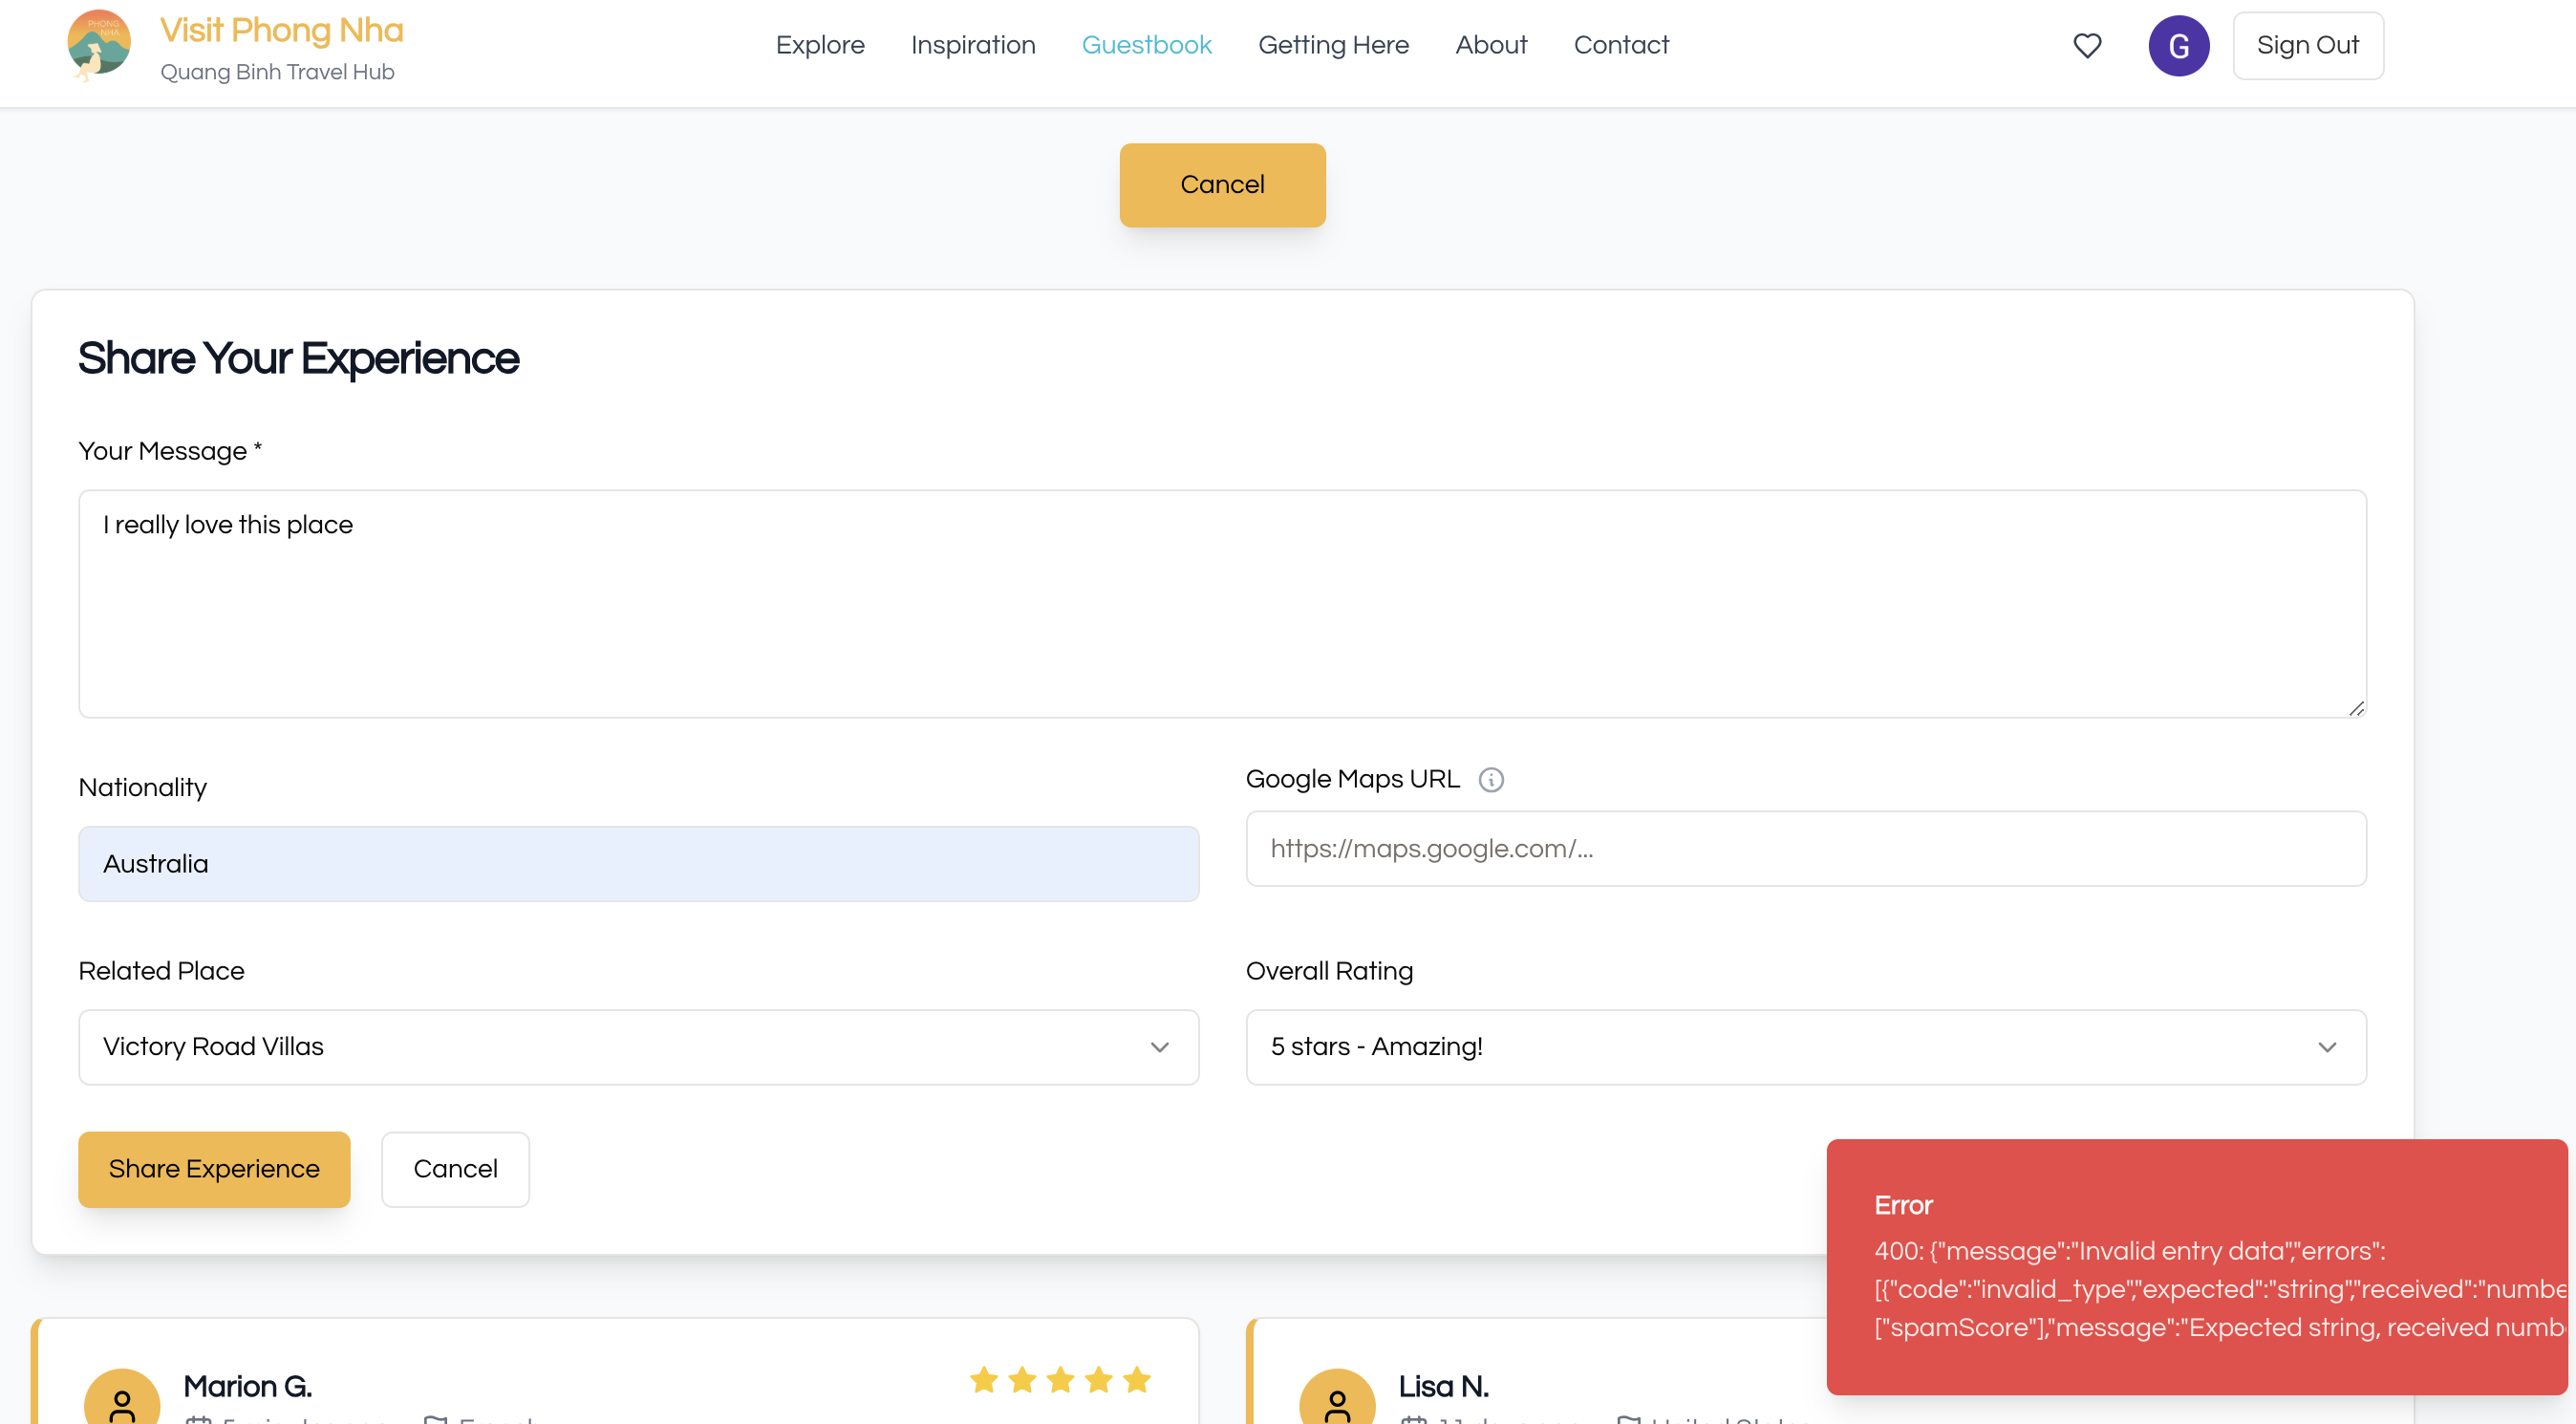 PHONG
NHA
Visit Phong Nha
Quang Binh Travel Hub
Explore
Inspiration
Guestbook
Getting Here
About
Contact
G
Sign Out
Cancel
Share Your Experience
Your Message *
I really love this place
Nationality
Google Maps URL
Australia
https://maps.google.com/...
Related Place
Overall Rating
Victory Road Villas
5 stars - Amazing!
Share Experience
Cancel
Error
400: {"message":"Invalid entry data","errors":
[{"code":"invalid_type","expected":"string","received":"numbe
["spamScore"],"message":"Expected string, received numb
Marion G.
Lisa N.